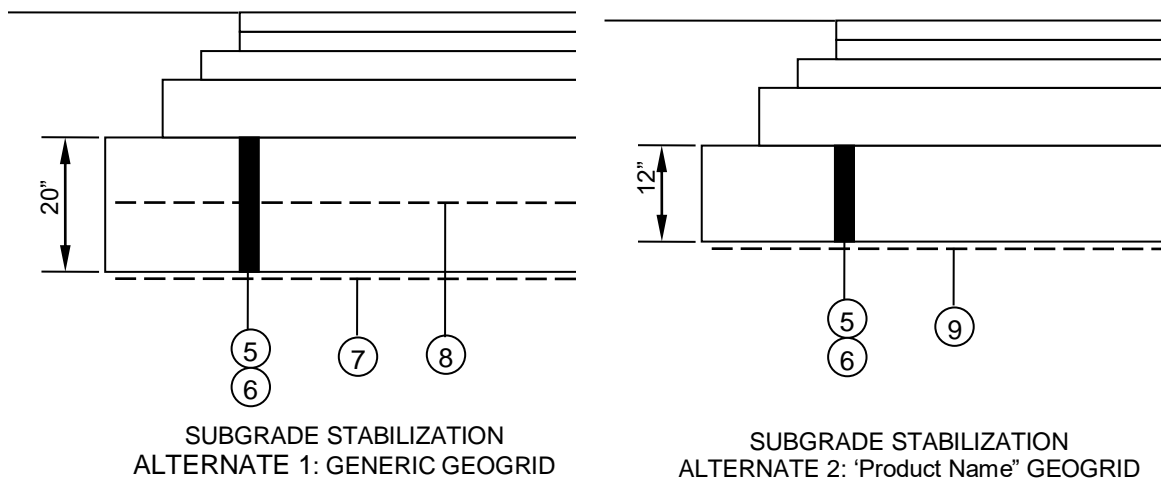 20”
5
6
7
8
SUBGRADE STABILIZATION
ALTERNATE 1: GENERIC GEOGRID
12”
5
6
9
SUBGRADE STABILIZATION
ALTERNATE 2: ‘Product Name” GEOGRID